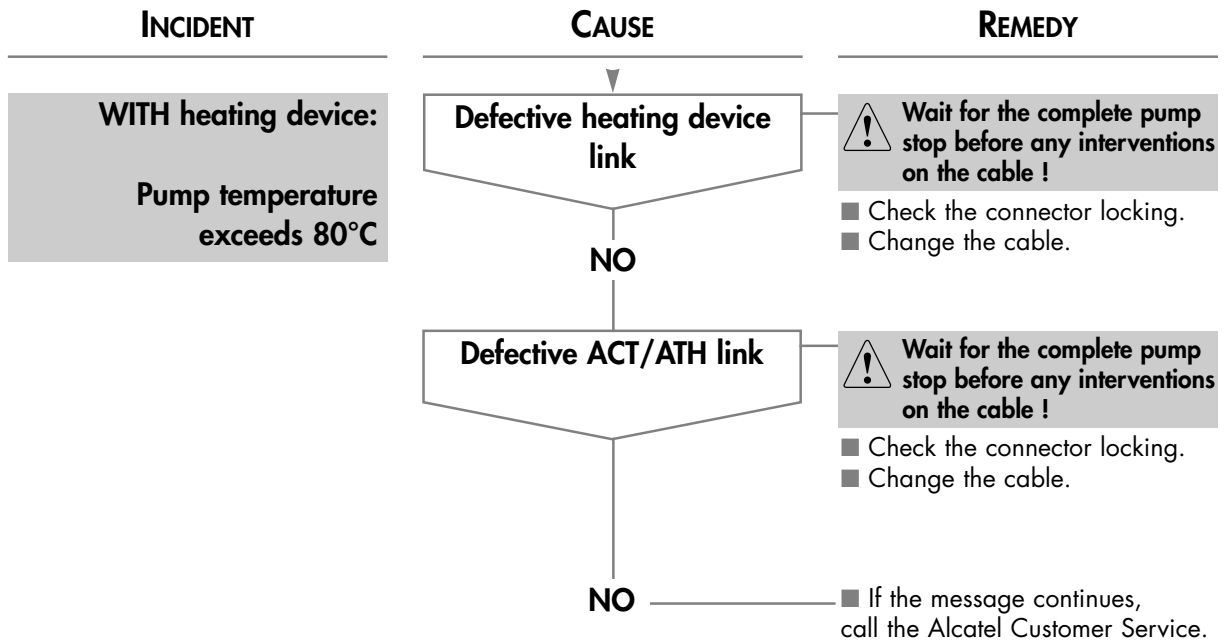 INCIDENT
CAUSE
REMEDY
WITH heating device:
Pump temperature
exceeds 80°C
Defective heating device
link
Wait for the complete pump
stop before any interventions
on the cable !
■ Check the connector locking.
■ Change the cable.
NO
Defective ACT/ATH link
Wait for the complete pump
stop before any interventions
on the cable !
■ Check the connector locking.
■ Change the cable.
NO
■ If the message continues,
call the Alcatel Customer Service.